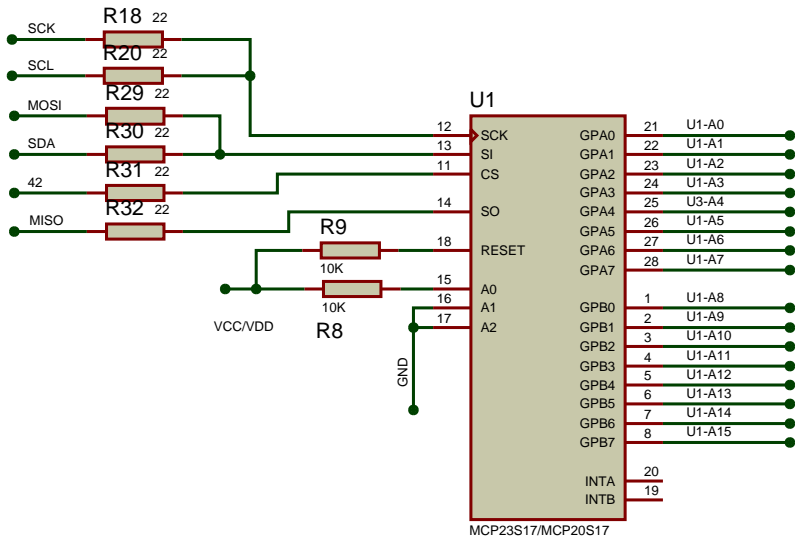 R18 22
SCK
R20 22
SCL
R29 22
MOSI
R30 22
SDA
R31 22
42
R32 22
MISO
R9
10K
10K
R8
VCC/VDD
GND
U1
12 SCK
13 SI
11 CS
14 SO
18 RESET
15 A0
16 A1
17 A2
GPA0 21 U1-A0
GPA1 22 U1-A1
GPA2 23 U1-A2
GPA3 24 U1-A3
GPA4 25 U3-A4
GPA5 26 U1-A5
GPA6 27 U1-A6
GPA7 28 U1-A7
GPB0 1 U1-A8
GPB1 2 U1-A9
GPB2 3 U1-A10
GPB3 4 U1-A11
GPB4 5 U1-A12
GPB5 6 U1-A13
GPB6 7 U1-A14
GPB7 8 U1-A15
INTA 20
INTB 19
MCP23S17/MCP20S17